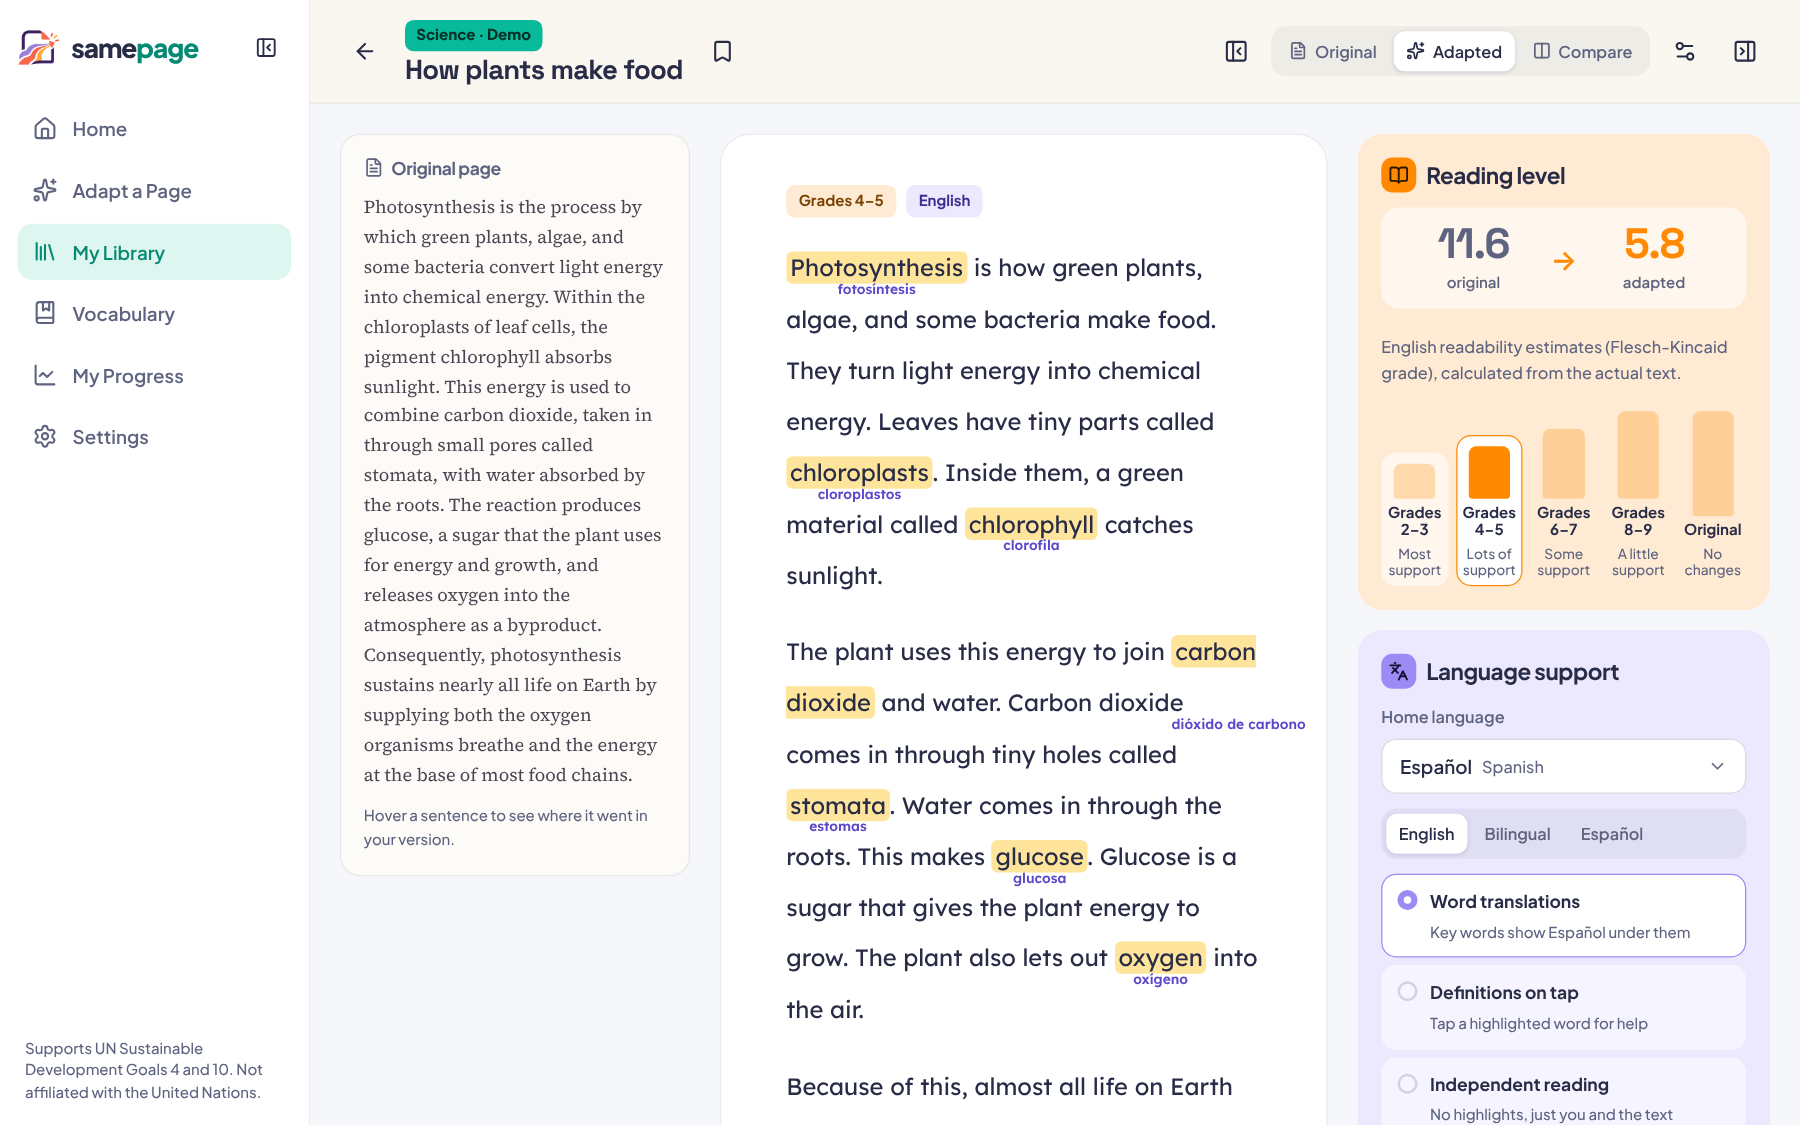 samepage
Home
Adapt a Page
My Library
Vocabulary
My Progress
Settings
Supports UN Sustainable
Development Goals 4 and 10. Not
affiliated with the United Nations.
Science · Demo
How plants make food
Original
Adapted
Compare
Original page
Photosynthesis is the process by
which green plants, algae, and
some bacteria convert light energy
into chemical energy. Within the
chloroplasts of leaf cells, the
pigment chlorophyll absorbs
sunlight. This energy is used to
combine carbon dioxide, taken in
through small pores called
stomata, with water absorbed by
the roots. The reaction produces
glucose, a sugar that the plant uses
for energy and growth, and
releases oxygen into the
atmosphere as a byproduct.
Consequently, photosynthesis
sustains nearly all life on Earth by
supplying both the oxygen
organisms breathe and the energy
at the base of most food chains.
Hover a sentence to see where it went in
your version.
Grades 4–5
English
Photosynthesis is how green plants,
fotosíntesis
algae, and some bacteria make food.
They turn light energy into chemical
energy. Leaves have tiny parts called
chloroplasts. Inside them, a green
cloroplastos
material called chlorophyll catches
clorofila
sunlight.
The plant uses this energy to join carbon
dioxide and water. Carbon dioxide
dióxido de carbono
comes in through tiny holes called
stomata. Water comes in through the
estomas
roots. This makes glucose. Glucose is a
glucosa
sugar that gives the plant energy to
grow. The plant also lets out oxygen into
oxígeno
the air.
Because of this, almost all life on Earth
Reading level
11.6
original
5.8
adapted
English readability estimates (Flesch-Kincaid
grade), calculated from the actual text.
Grades
2–3
Most
support
Grades
4–5
Lots of
support
Grades
6–7
Some
support
Grades
8–9
A little
support
Original
No
changes
Language support
Home language
Español Spanish
English
Bilingual
Español
Word translations
Key words show Español under them
Definitions on tap
Tap a highlighted word for help
Independent reading
No highlights, just you and the text